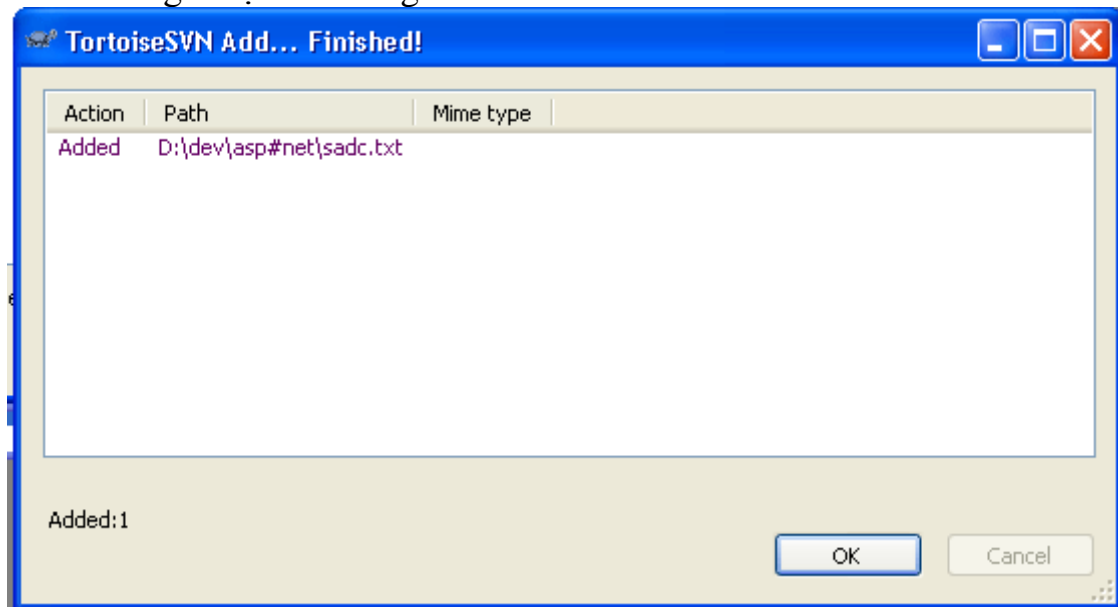 TortoiseSVN Add... Finished!
Action Path Mime type
Added D:\dev\asp#net\sadc.txt
Added:1
OK Cancel